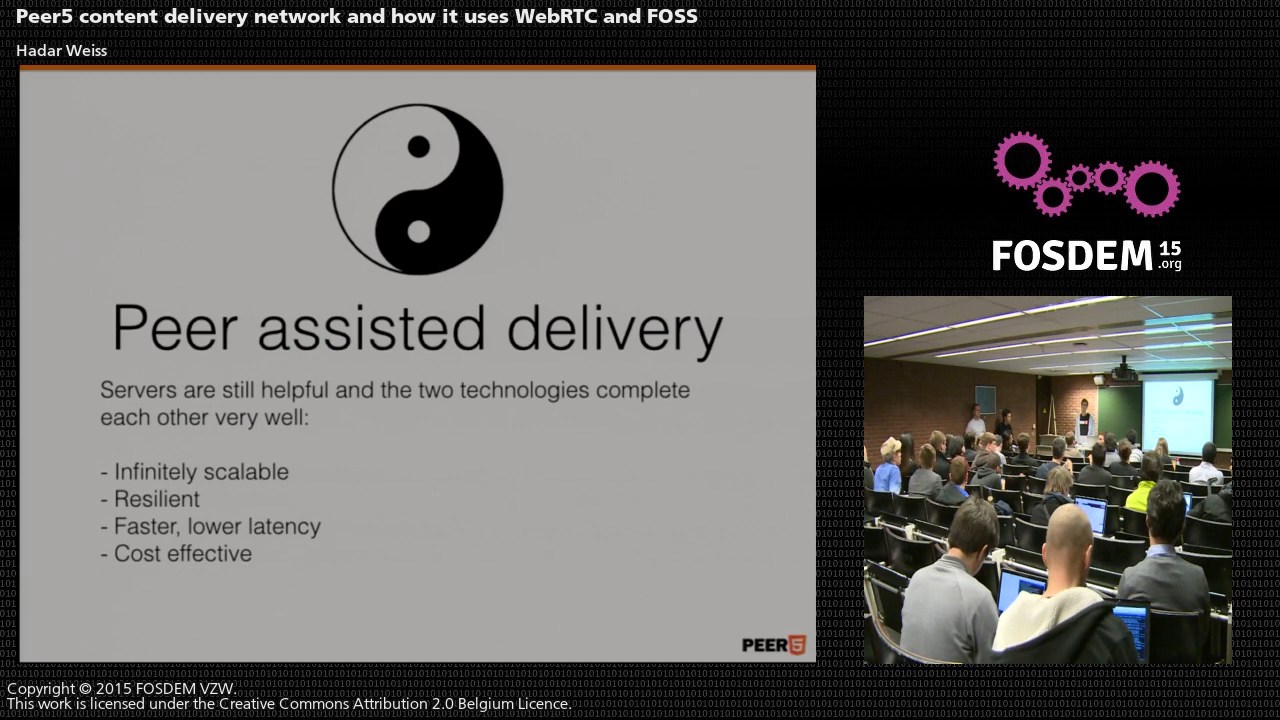 Peer5 content delivery network and how it uses WebRTC and FOSS
Hadar Weiss
Peer assisted delivery
Servers are still helpful and the two technologies complete
each other very well:
- Infinitely scalable
- Resilient
- Faster, lower latency
- Cost effective
PEER5
FOSDEM 15
.org
Copyright © 2015 FOSDEM VZW.
This work is licensed under the Creative Commons Attribution 2.0 Belgium Licence.